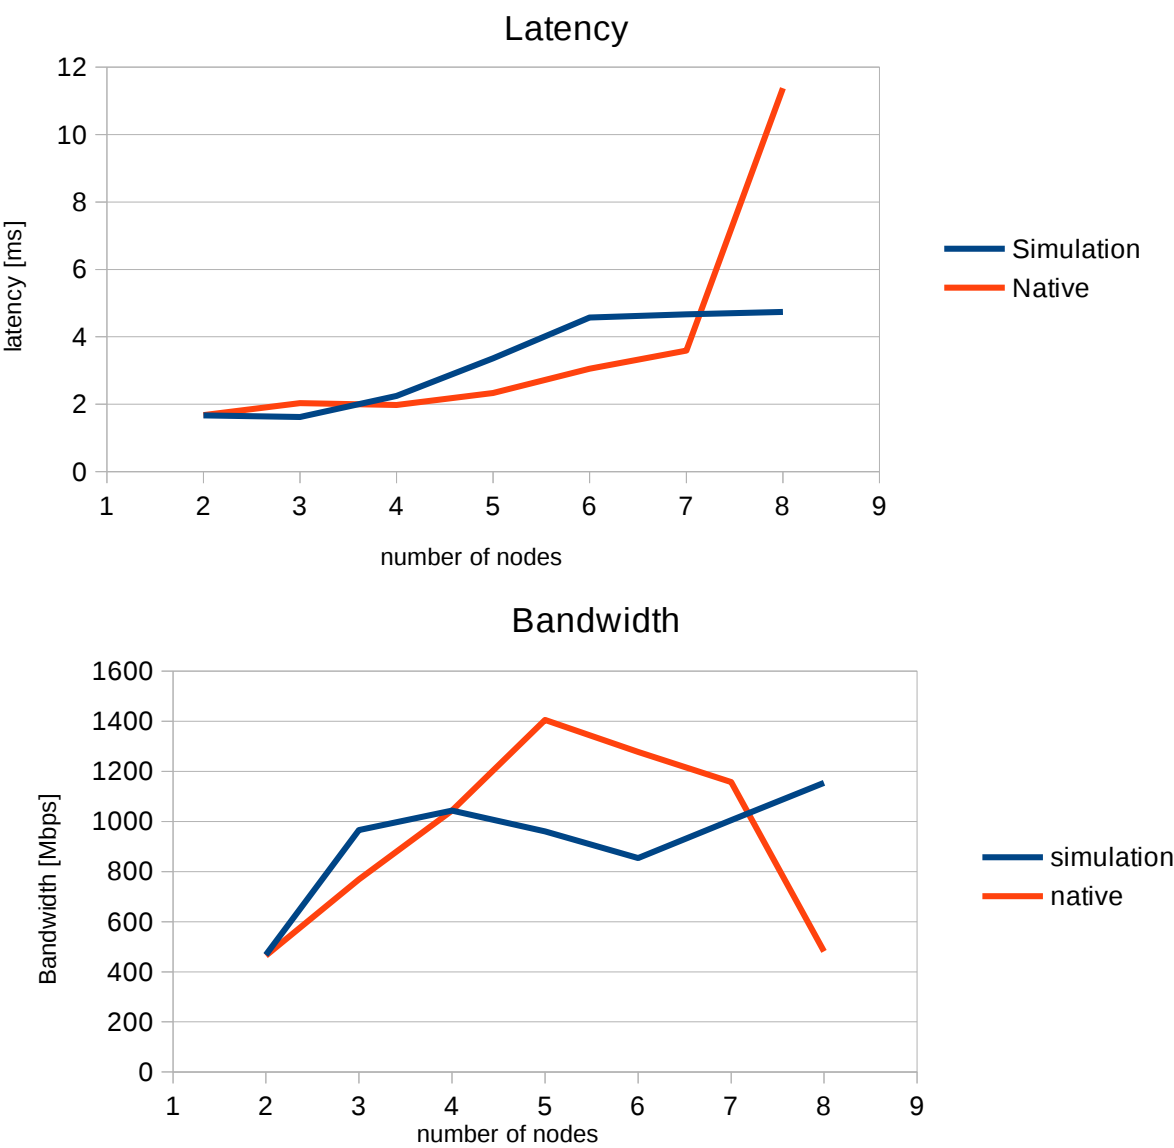 Latency
12
10
8
6
4
2
0
latency [ms]
1 2 3 4 5 6 7 8 9
number of nodes
Simulation
Native
Bandwidth
1600
1400
1200
1000
800
600
400
200
0
Bandwidth [Mbps]
1 2 3 4 5 6 7 8 9
number of nodes
simulation
native